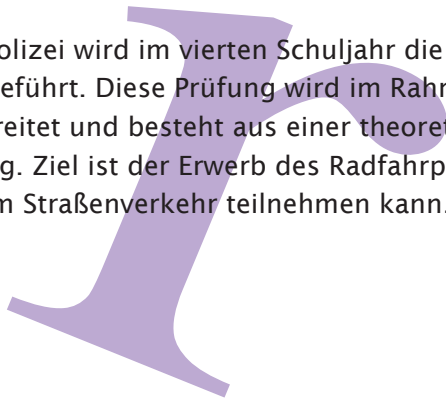 olizei wird im vierten Schuljahr die
eführt. Diese Prüfung wird im Rahm
reitet und besteht aus einer theoret
g. Ziel ist der Erwerb des Radfahrp
m Straßenverkehr teilnehmen kann.
r